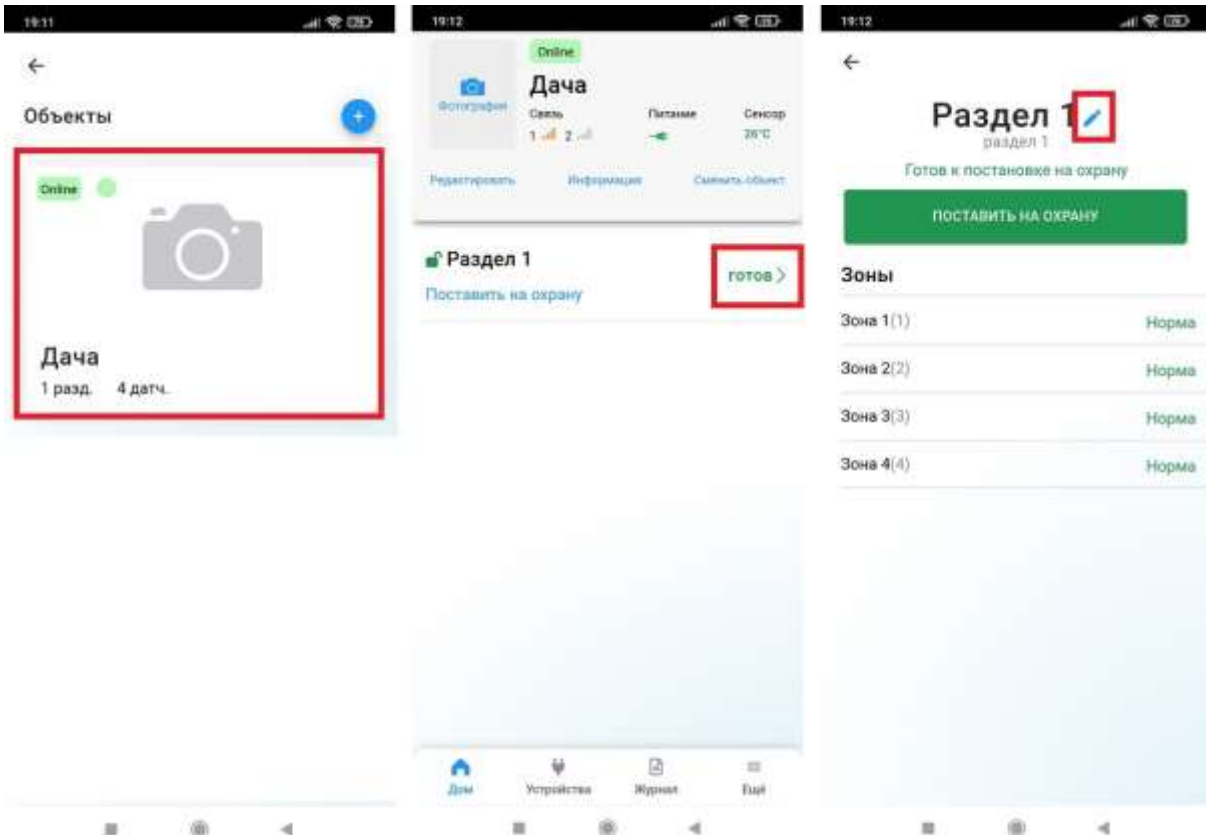 19:11
Объекты
Online
Дача
1 разд. 4 датч.
19:12
Online
Фотография
Дача
Связь Питание Сенсор
1 2 26°C
Редактировать Информация Сменить объект
Раздел 1
готов
Поставить на охрану
Дом Устройства Журнал Ещё
19:12
Раздел 1
раздел 1
Готов к постановке на охрану
ПОСТАВИТЬ НА ОХРАНУ
Зоны
Зона 1(1) Норма
Зона 2(2) Норма
Зона 3(3) Норма
Зона 4(4) Норма